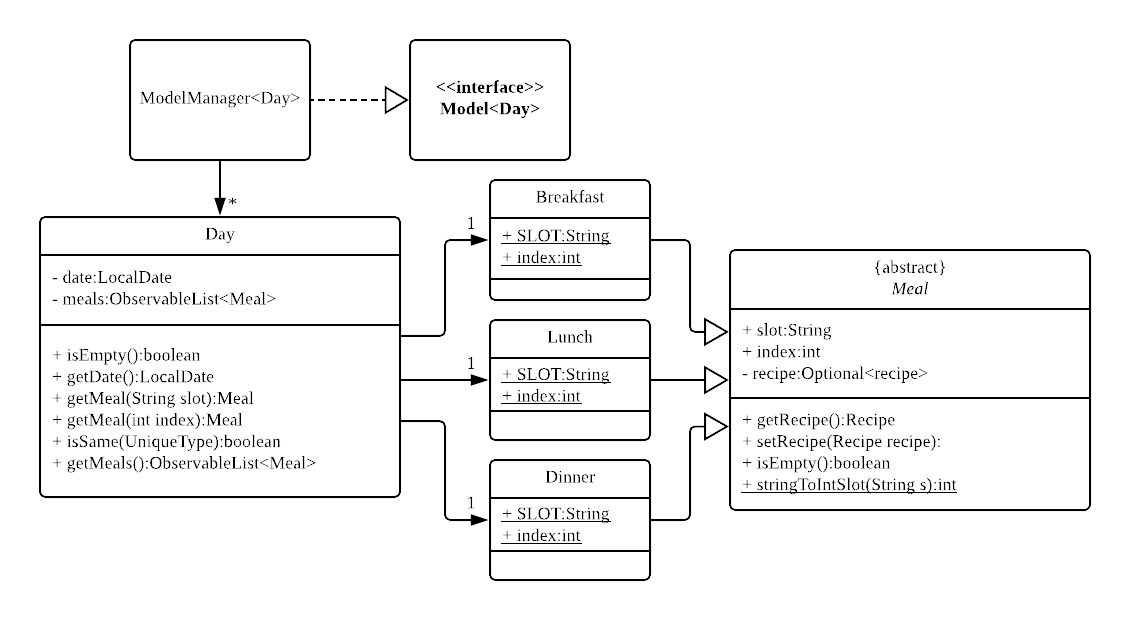 ModelManager<Day>
<<interface>>
Model<Day>
*
Day
- date:LocalDate
- meals:ObservableList<Meal>
+ isEmpty():boolean
+ getDate():LocalDate
+ getMeal(String slot):Meal
+ getMeal(int index):Meal
+ isSame(UniqueType):boolean
+ getMeals():ObservableList<Meal>
1
Breakfast
+ SLOT:String
+ index:int
1
Lunch
+ SLOT:String
+ index:int
1
Dinner
+ SLOT:String
+ index:int
{abstract}
Meal
+ slot:String
+ index:int
- recipe:Optional<recipe>
+ getRecipe():Recipe
+ setRecipe(Recipe recipe):
+ isEmpty():boolean
+ stringToIntSlot(String s):int